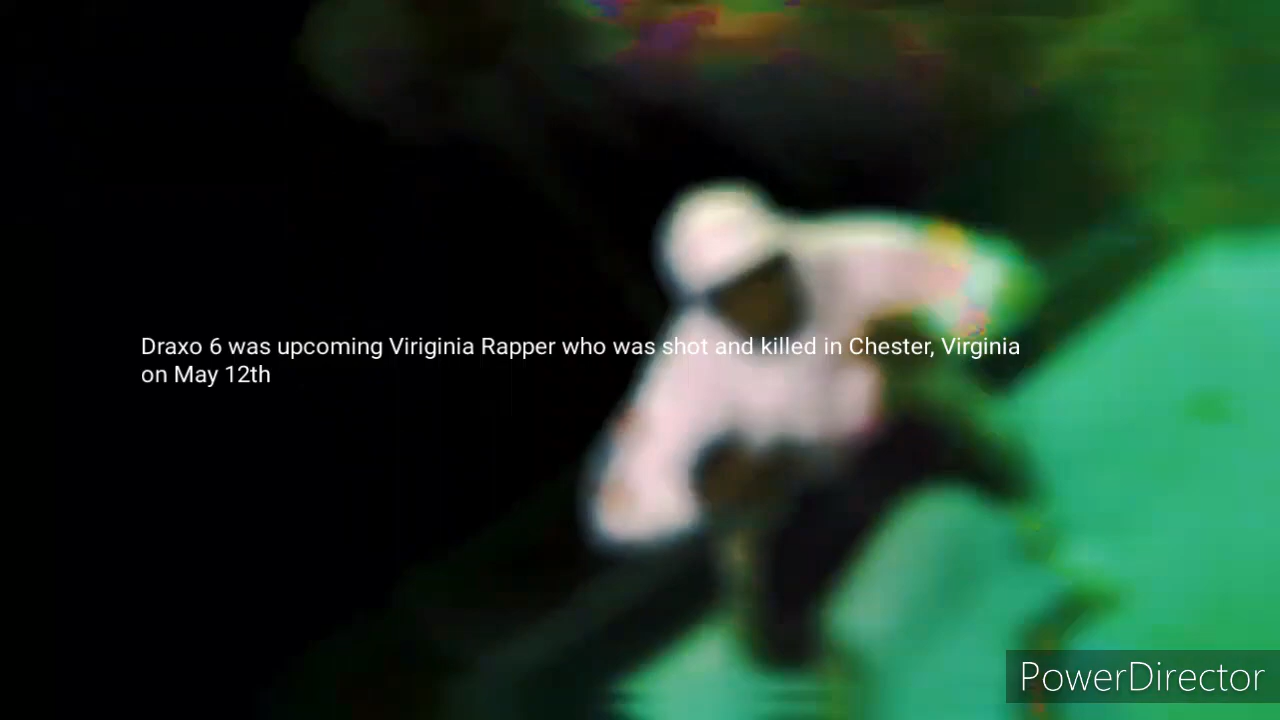 Draxo 6 was upcoming Viriginia Rapper who was shot and killed in Chester, Virginia
on May 12th
PowerDirector